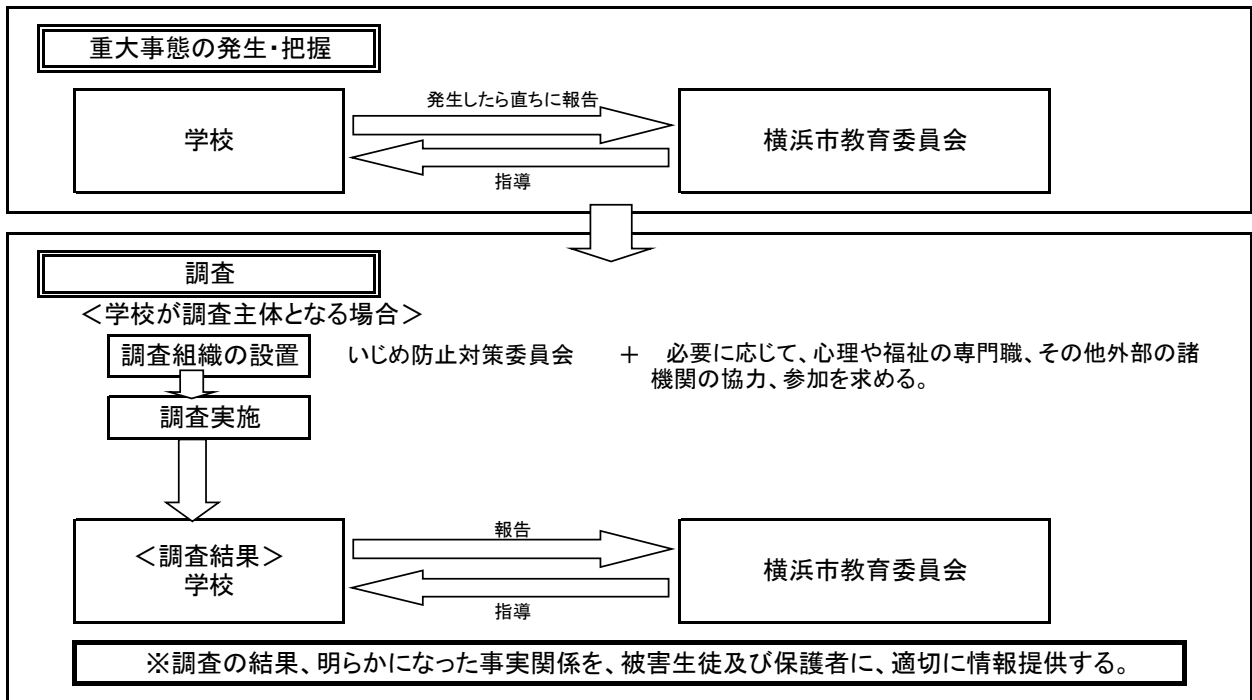 重大事態の発生・把握
発生したら直ちに報告
学校
横浜市教育委員会
指導
調査
＜学校が調査主体となる場合＞
調査組織の設置　いじめ防止対策委員会　＋　必要に応じて、心理や福祉の専門職、その他外部の諸
機関の協力、参加を求める。
調査実施
報告
＜調査結果＞
学校
横浜市教育委員会
指導
※調査の結果、明らかになった事実関係を、被害生徒及び保護者に、適切に情報提供する。